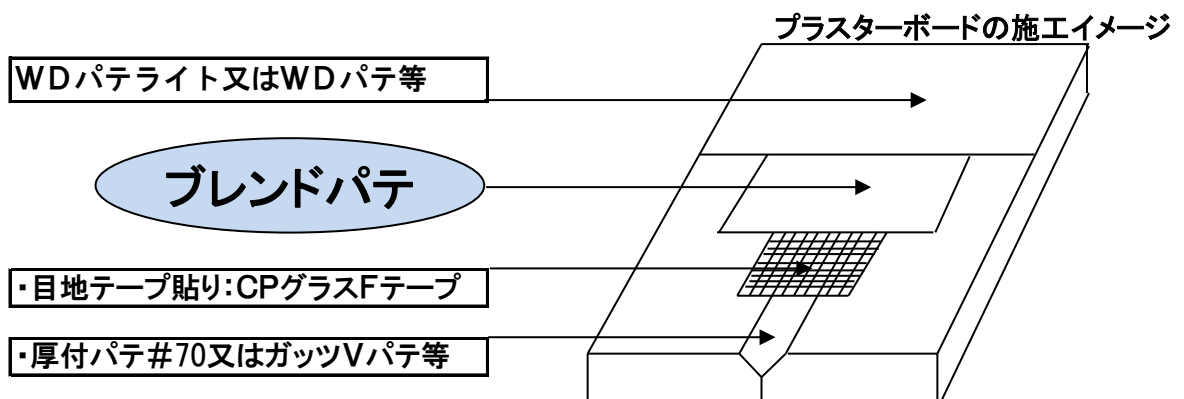 プラスターボードの施工イメージ
WDパテライト又はWDパテ等
ブレンドパテ
・目地テープ貼り:CPグラスFテープ
・厚付パテ#70又はガッツVパテ等